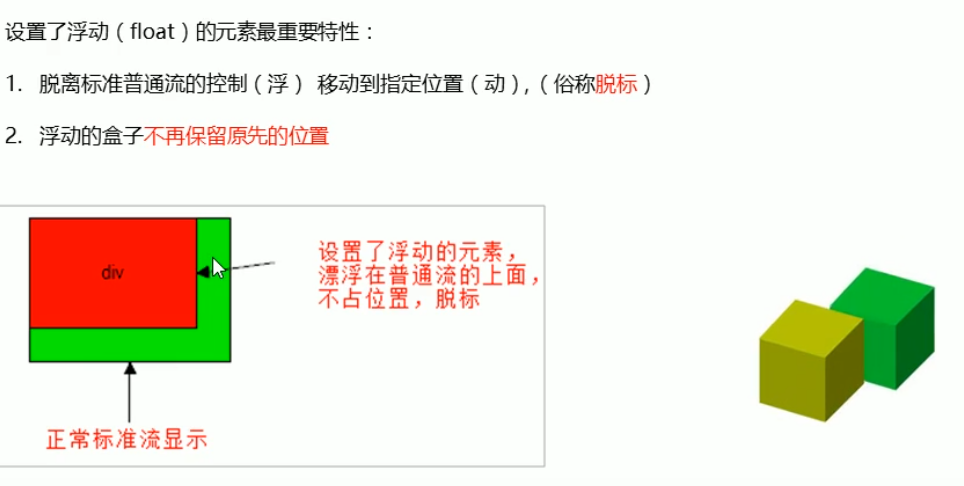 设置了浮动（float）的元素最重要特性：
1. 脱离标准普通流的控制（浮） 移动到指定位置（动），（俗称脱标）
2. 浮动的盒子不再保留原先的位置
div
设置了浮动的元素，
漂浮在普通流的上面，
不占位置，脱标
正常标准流显示